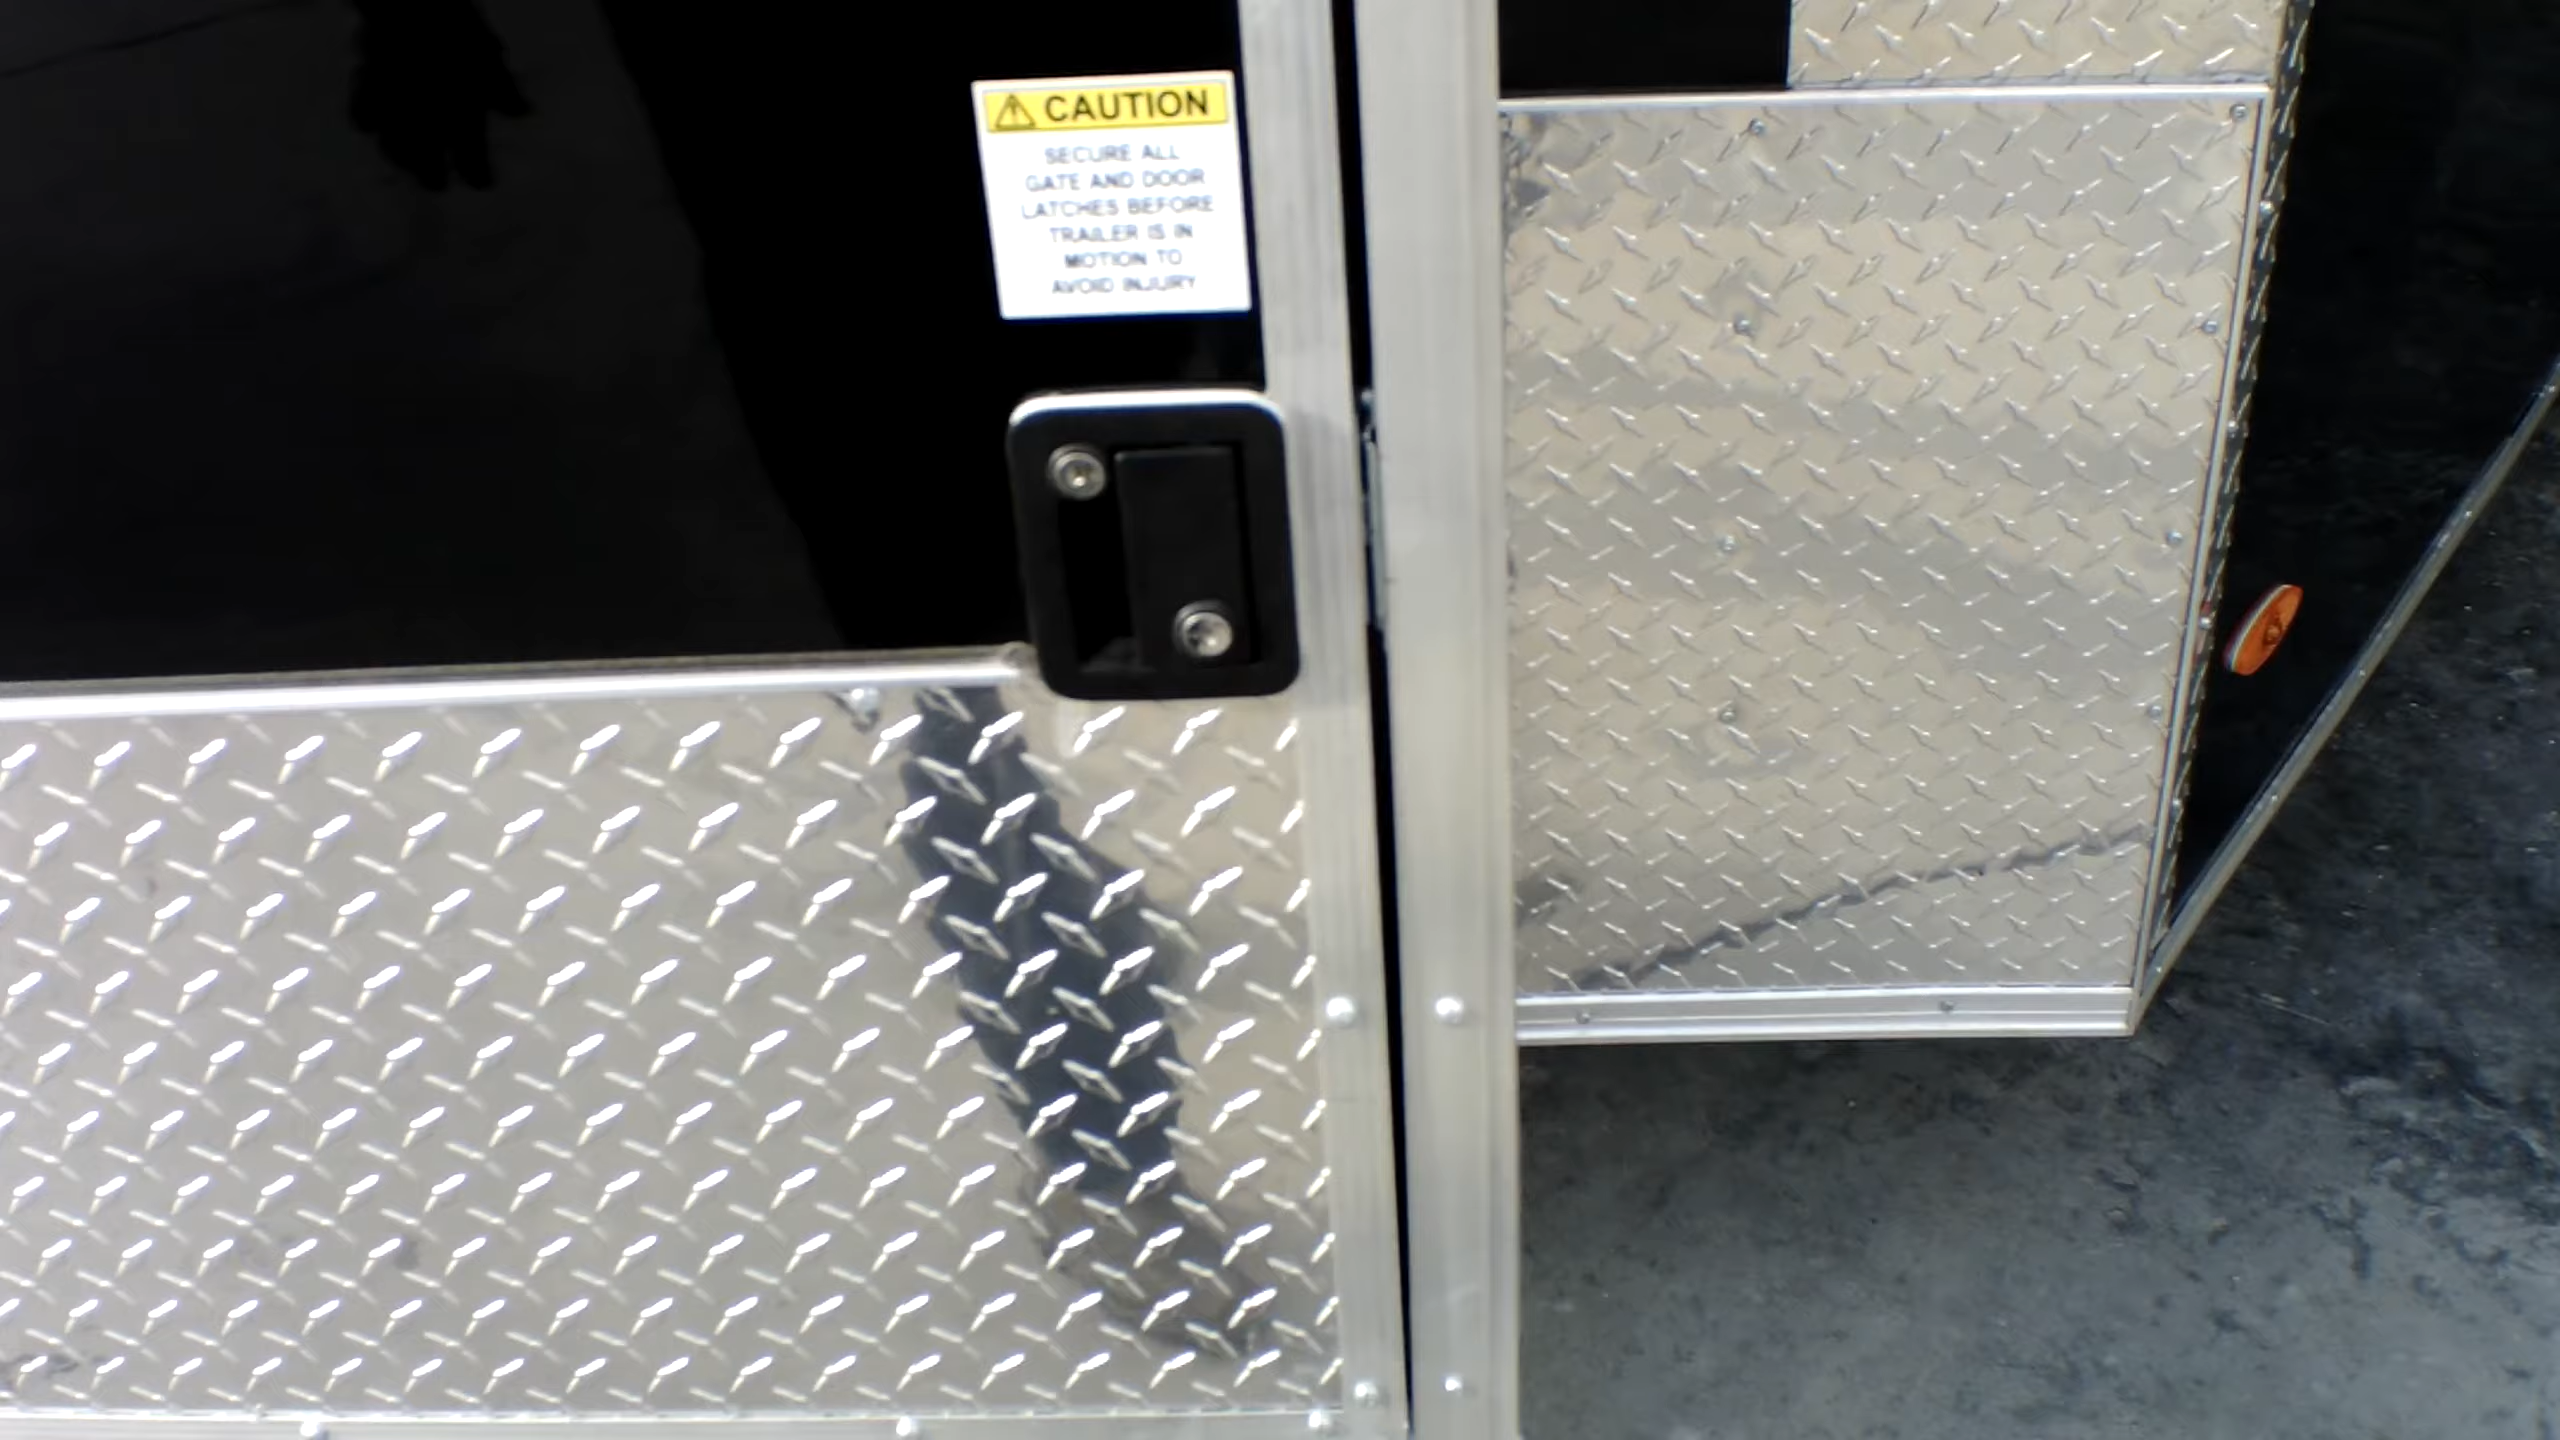 CAUTION
SECURE ALL
GATE AND DOOR
LATCHES BEFORE
TRAILER IS IN
MOTION TO
AVOID INJURY